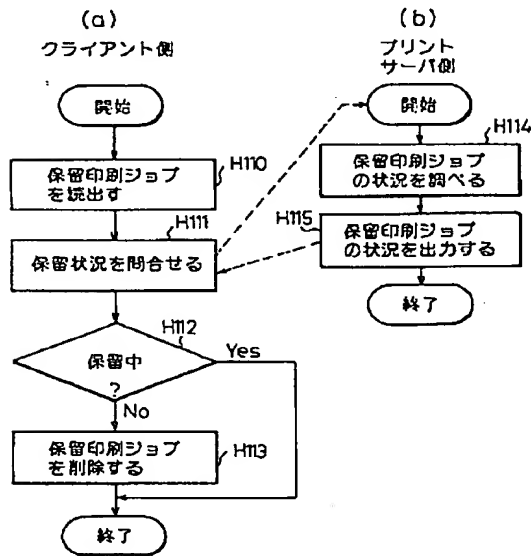 (a)
クライアント側
開始
保留印刷ジョブ
を読出す
H110
H111
保留状況を問合せる
H112
保留中
?
Yes
No
保留印刷ジョブ
を削除する
H113
終了
(b)
プリント
サーバ側
開始
H114
保留印刷ジョブ
の状況を調べる
H115
保留印刷ジョブ
の状況を出力する
終了